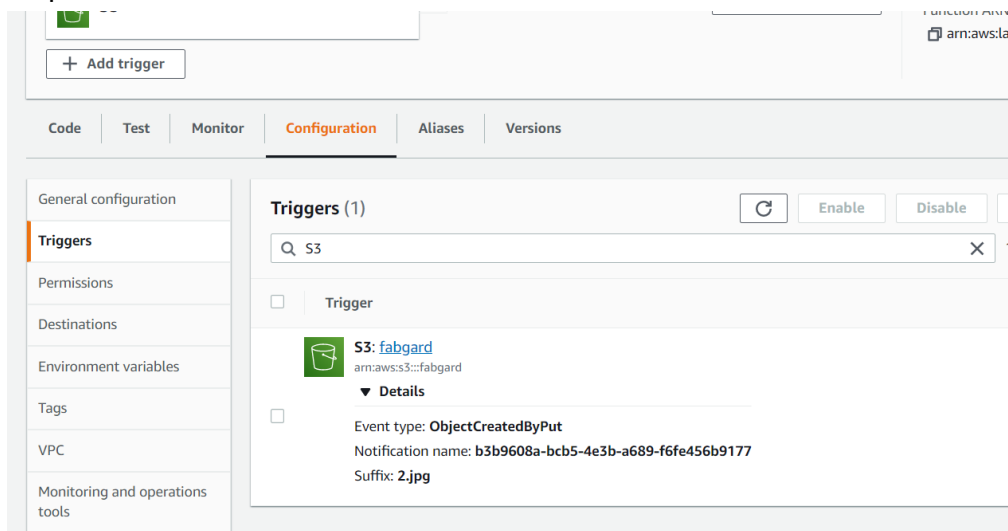 + Add trigger
arn:aws:la
Code Test Monitor Configuration Aliases Versions
General configuration
Triggers
Permissions
Destinations
Environment variables
Tags
VPC
Monitoring and operations
tools
Triggers (1)
Enable Disable
S3
Trigger
S3: fabgard
arn:aws:s3:::fabgard
▼ Details
Event type: ObjectCreatedByPut
Notification name: b3b9608a-bcb5-4e3b-a689-f6fe456b9177
Suffix: 2.jpg